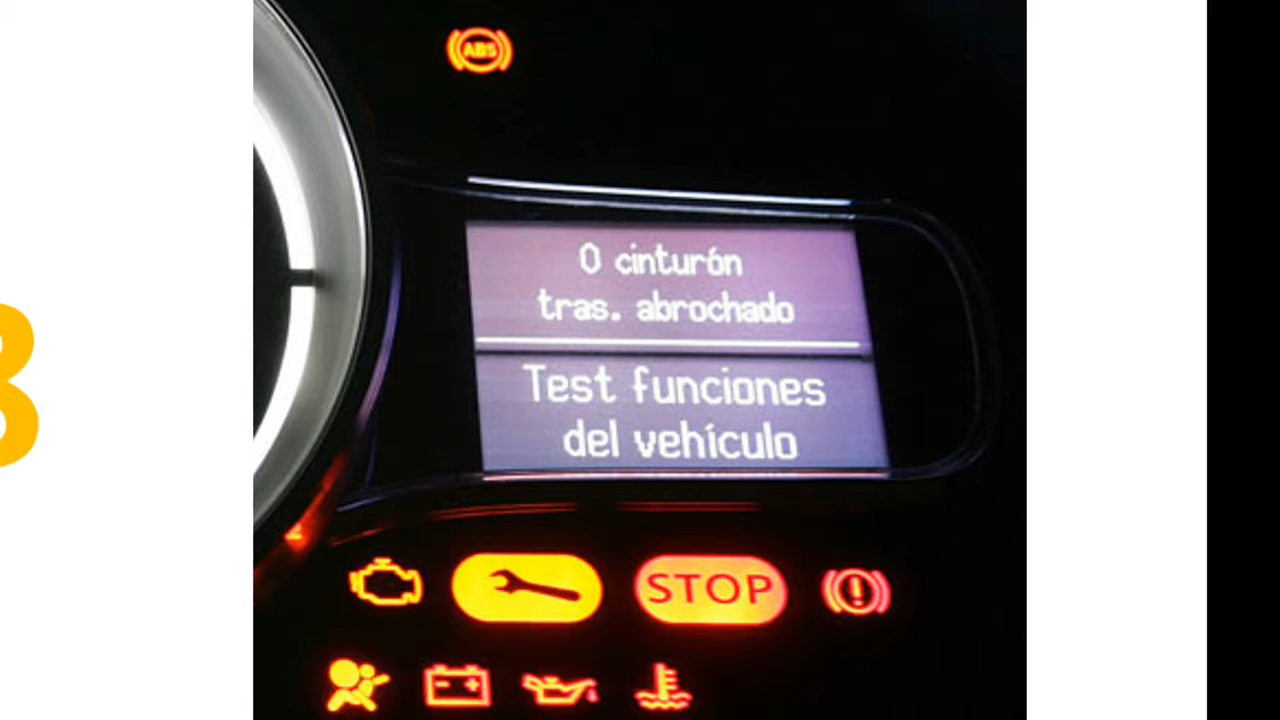 ABS
0 cinturón
tras. abrochado
Test funciones
del vehículo
STOP